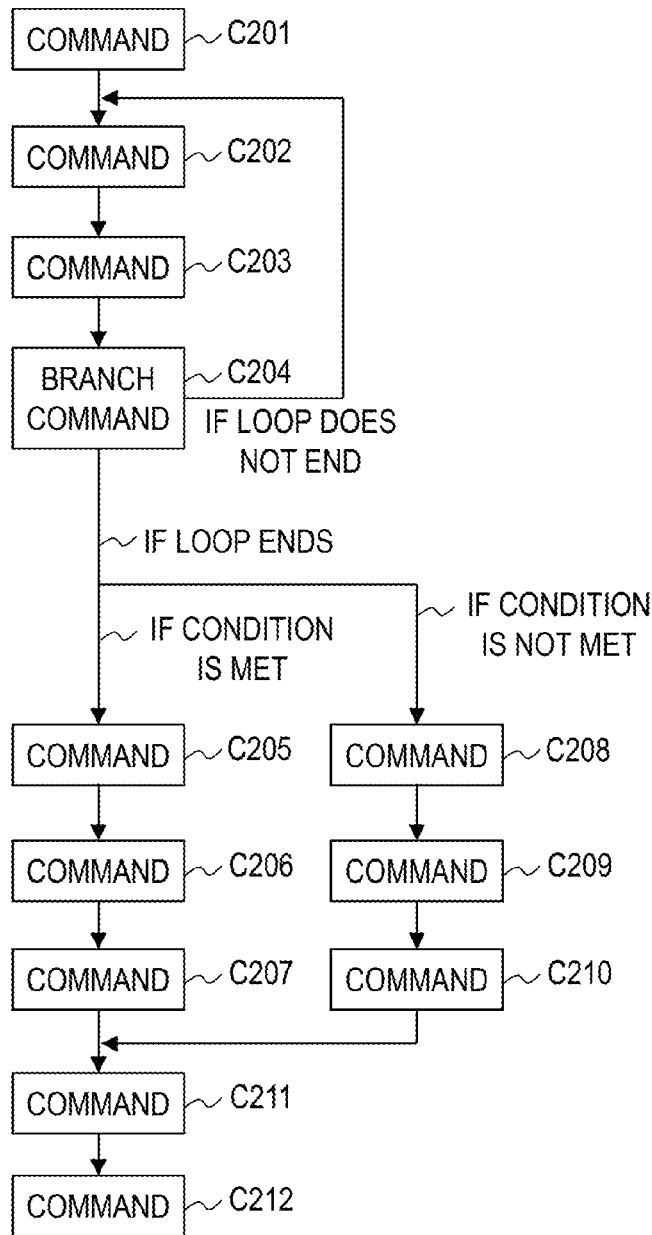 COMMAND C201
COMMAND C202
COMMAND C203
BRANCH
COMMAND
C204
IF LOOP DOES
NOT END
IF LOOP ENDS
IF CONDITION
IS MET
IF CONDITION
IS NOT MET
COMMAND C205
COMMAND C208
COMMAND C206
COMMAND C209
COMMAND C207
COMMAND C210
COMMAND C211
COMMAND C212